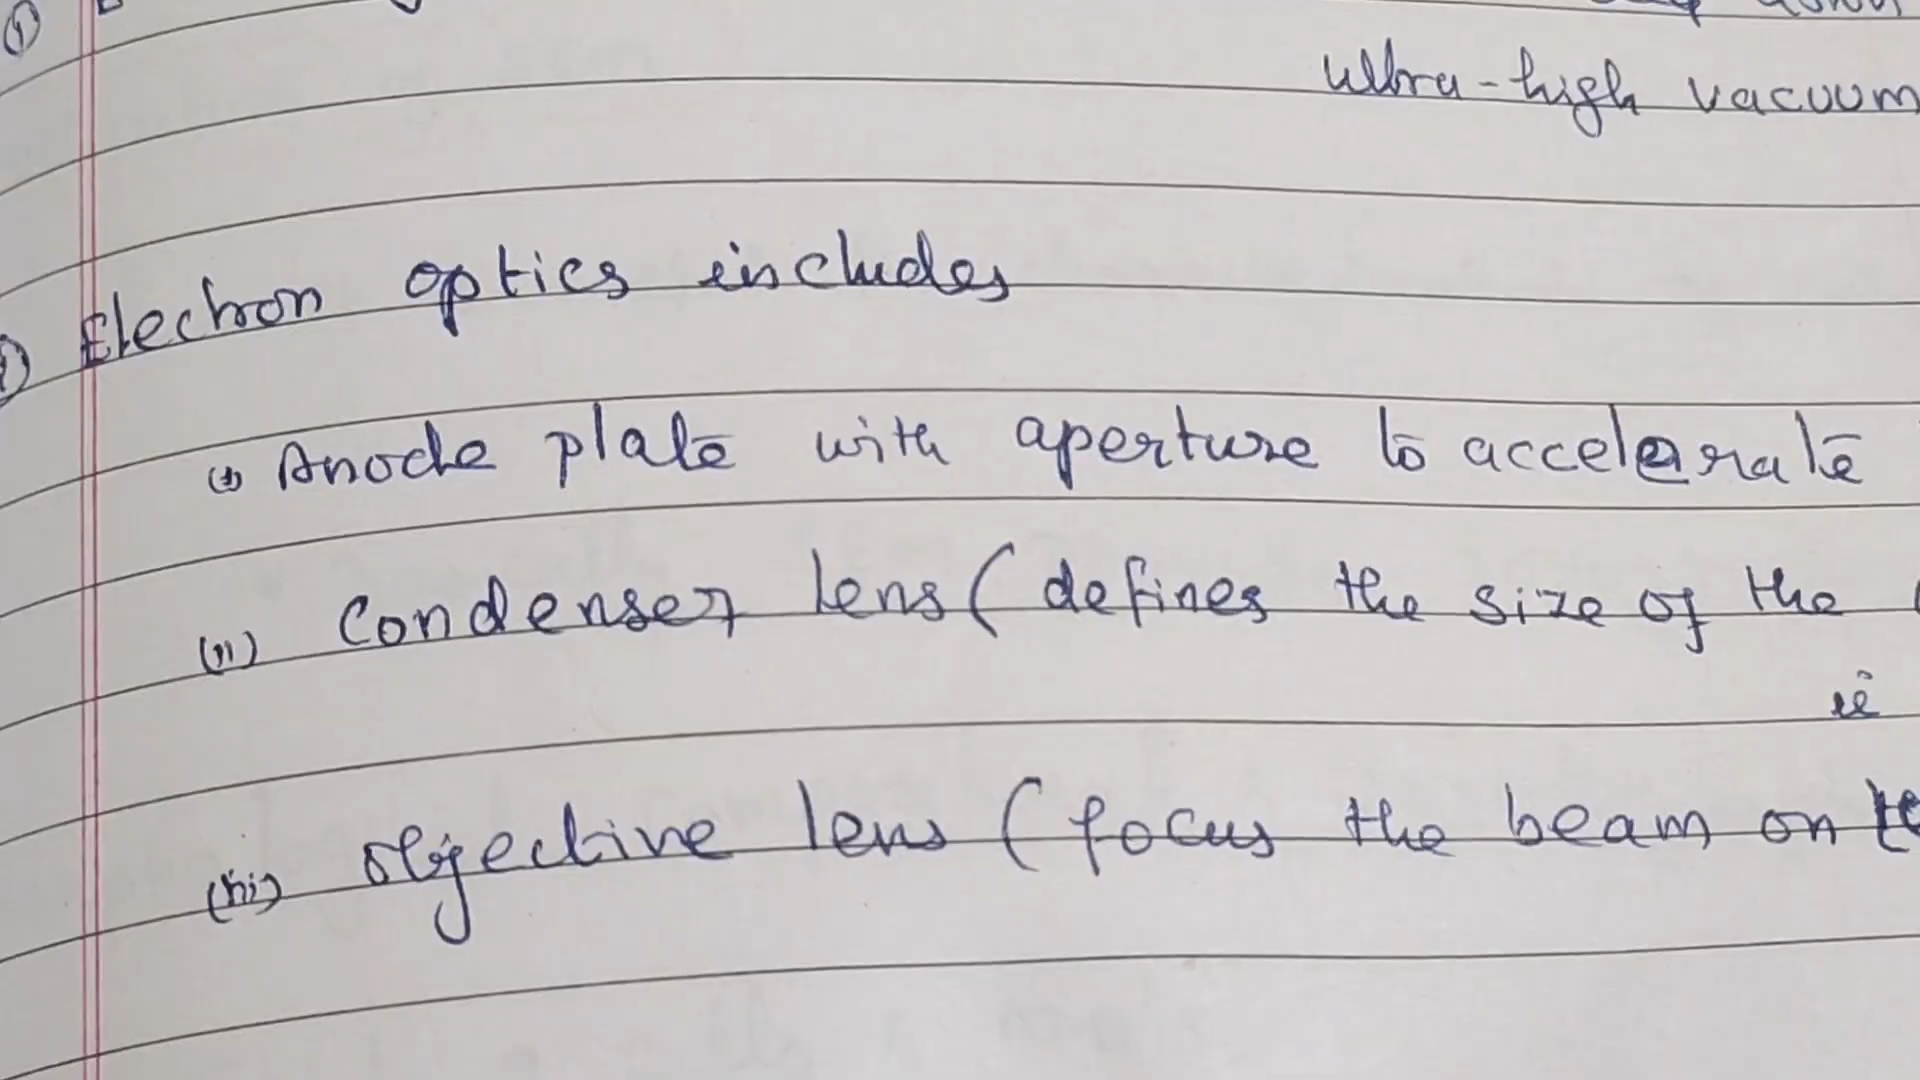 ultra-high vacuum
Electron optics includes
(i) Anode plate with aperture to accelerate
(ii) Condenser lens (defines the size of the
ie
(iii) objective lens (focus the beam on